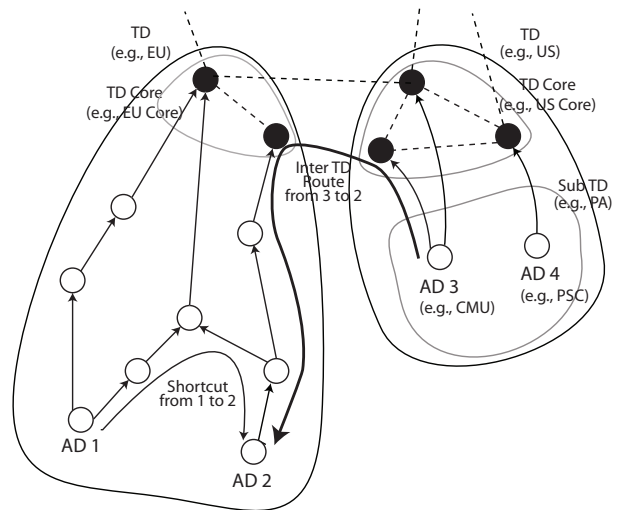 TD
(e.g., EU)
TD Core
(e.g., EU Core)
TD
(e.g., US)
TD Core
(e.g., US Core)
Inter TD
Route
from 3 to 2
Sub TD
(e.g., PA)
AD 3
(e.g., CMU)
AD 4
(e.g., PSC)
Shortcut
from 1 to 2
AD 1
AD 2